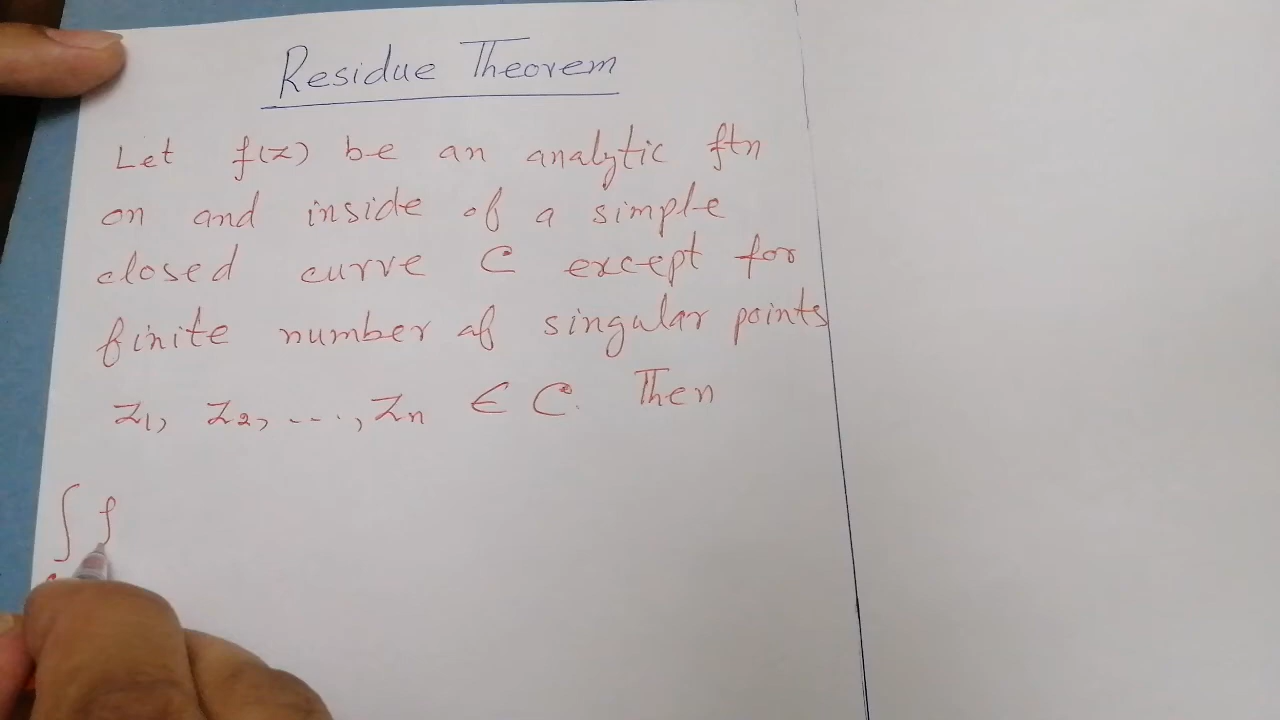 Residue Theorem
Let f(z) be an analytic ftn
on and inside of a simple
closed curve C except for
finite number of singular points
z1, z2, ..., zn ∈ C. Then
∫ f